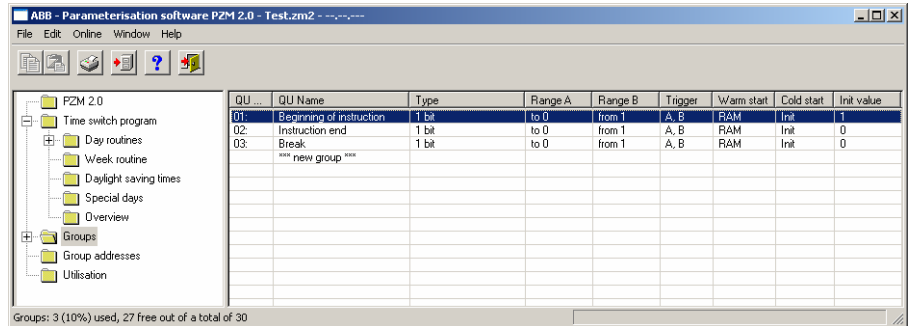 ABB - Parameterisation software PZM 2.0 - Test.zm2 - --,--,---
File Edit Online Window Help
PZM 2.0
Time switch program
Day routines
Week routine
Daylight saving times
Special days
Overview
Groups
Group addresses
Utilisation
QU ... QU Name Type Range A Range B Trigger Warm start Cold start Init value
01: Beginning of instruction 1 bit to 0 from 1 A, B RAM Init 1
02: Instruction end 1 bit to 0 from 1 A, B RAM Init 0
03: Break 1 bit to 0 from 1 A, B RAM Init 0
*** new group ***
Groups: 3 (10%) used, 27 free out of a total of 30